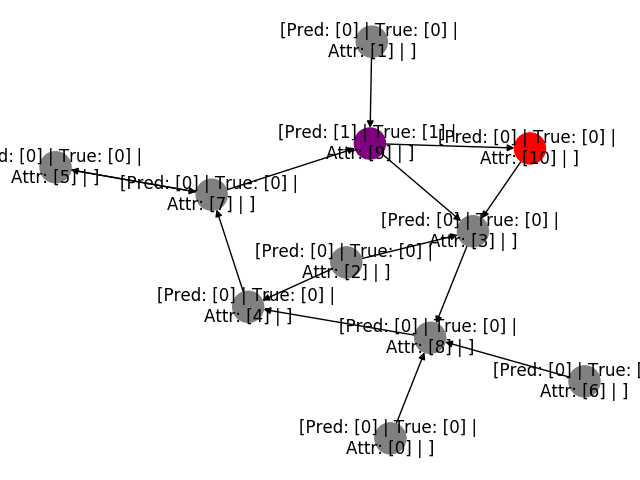 [Pred: [0] | True: [0] |
Attr: [1] | ]
[Pred: [1] | True: [1] |
Attr: [9] | ]
[Pred: [0] | True: [0] |
Attr: [10] | ]
d: [0] | True: [0] |
Attr: [5] | ]
[Pred: [0] | True: [0] |
Attr: [7] | ]
[Pred: [0] | True: [0] |
Attr: [3] | ]
[Pred: [0] | True: [0] |
Attr: [2] | ]
[Pred: [0] | True: [0] |
Attr: [4] | ]
[Pred: [0] | True: [0] |
Attr: [8] | ]
[Pred: [0] | True: [
Attr: [6] | ]
[Pred: [0] | True: [0] |
Attr: [0] | ]